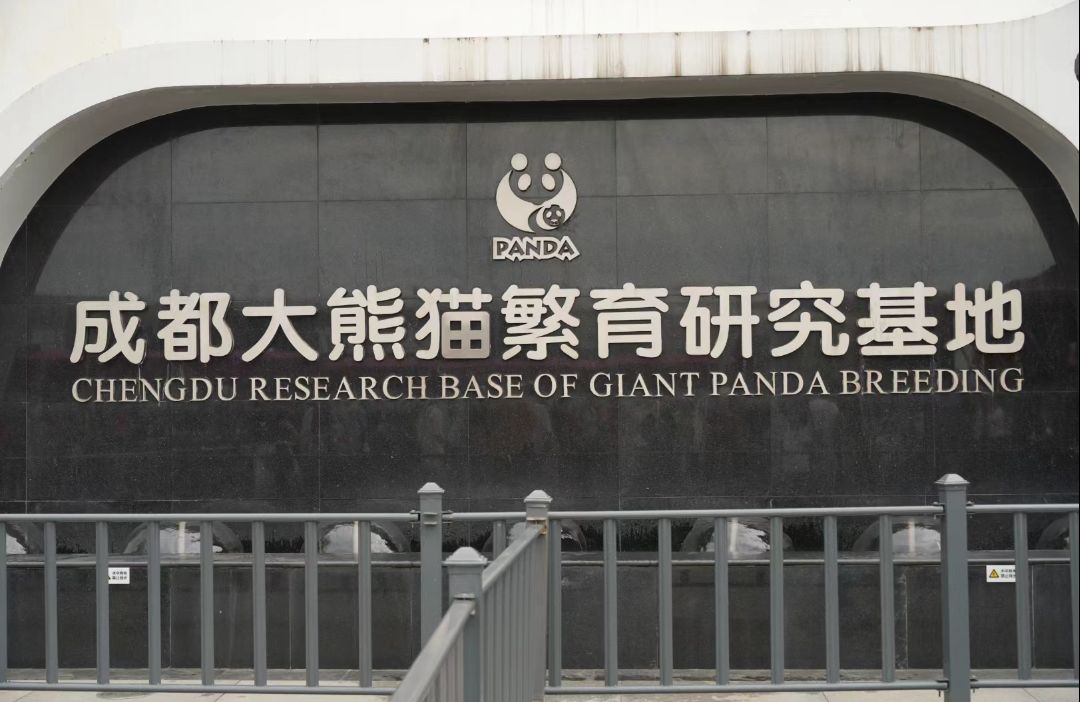 PANDA
成都大熊猫繁育研究基地
CHENGDU RESEARCH BASE OF GIANT PANDA BREEDING